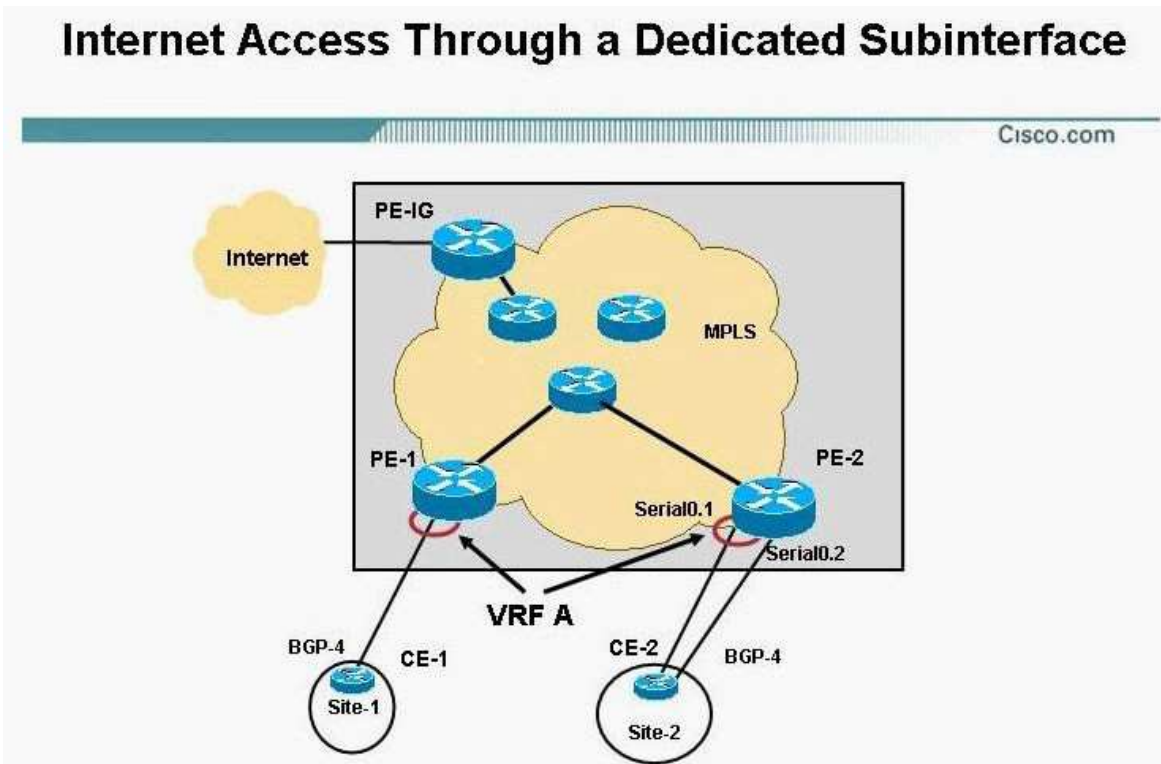 Internet Access Through a Dedicated Subinterface
Cisco.com
PE-IG
Internet
MPLS
PE-1
PE-2
Serial0.1
Serial0.2
VRF A
BGP-4
CE-1
CE-2
BGP-4
Site-1
Site-2